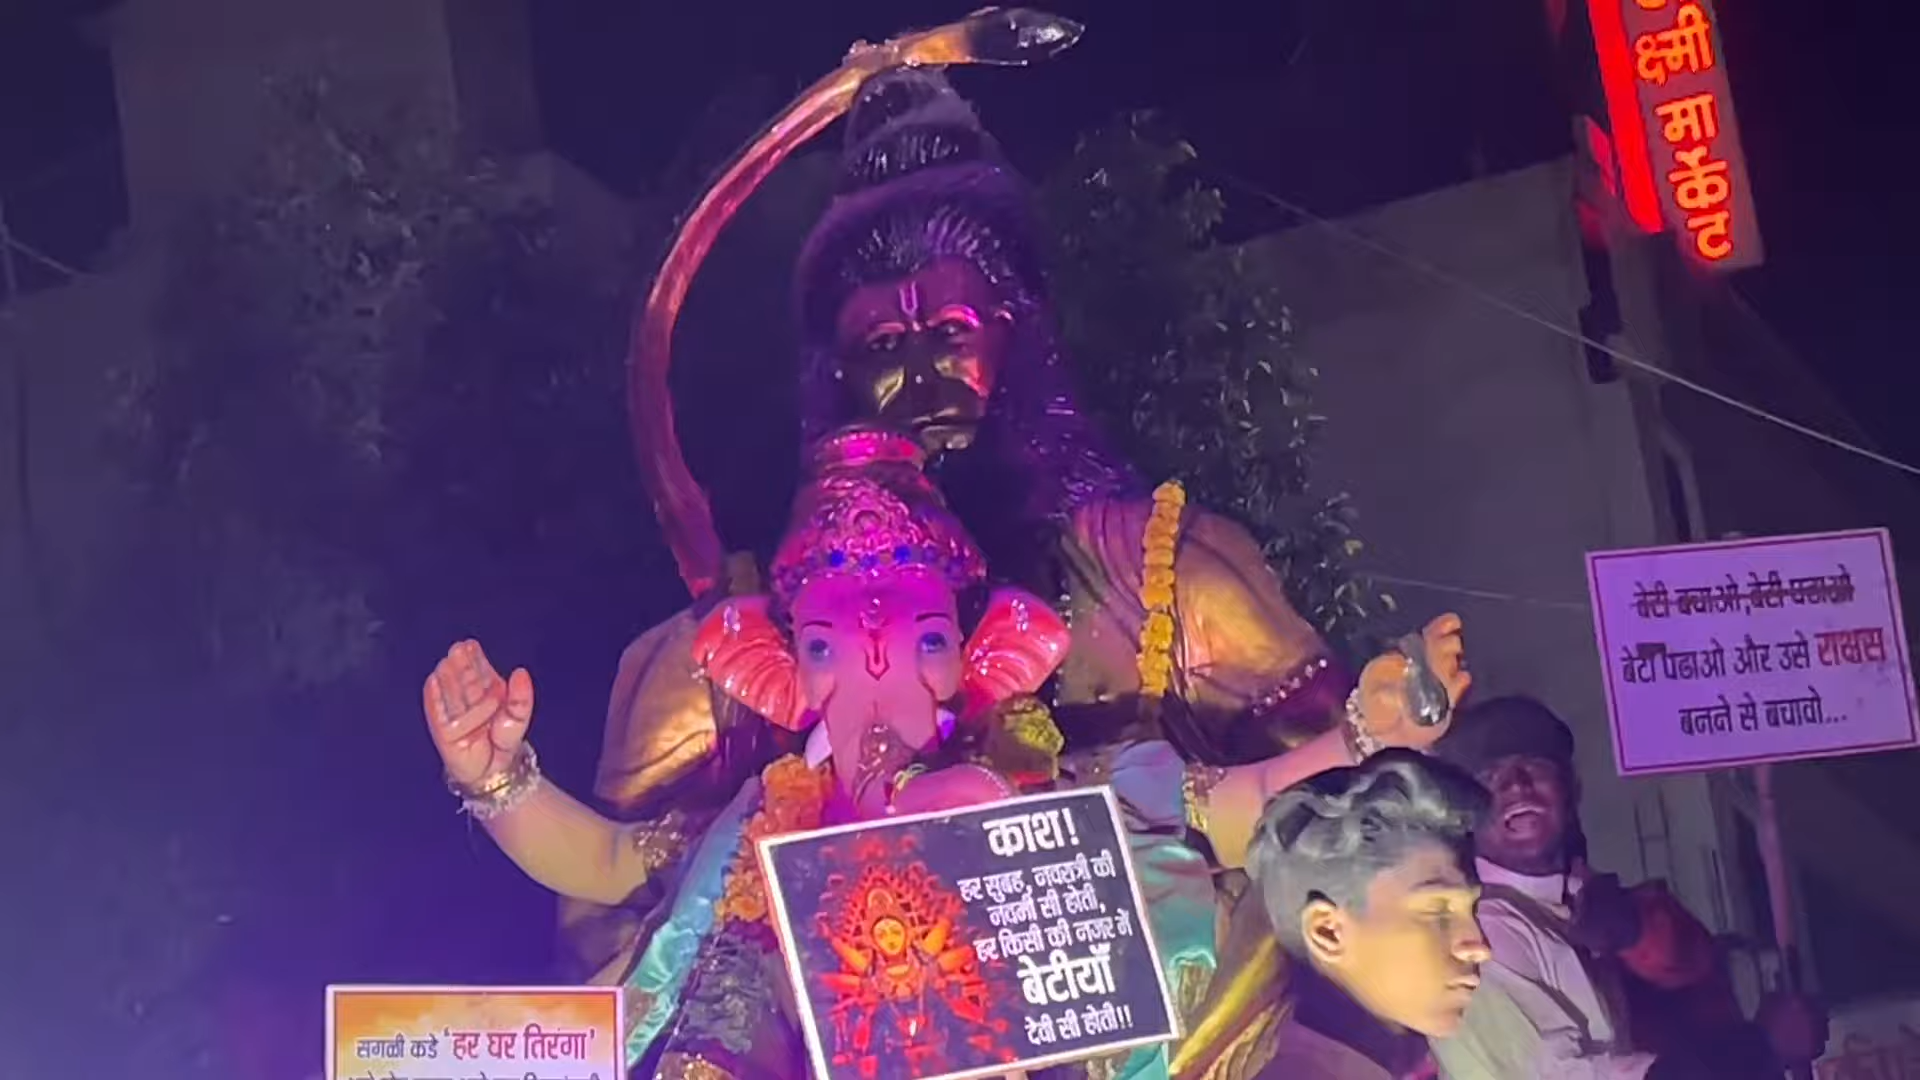 क्ष्मी मार्केट
बेटी बचाओ, बेटी पढाओ
बेटा पढाओ और उसे राक्षस
बनने से बचावो...
काश!
हर सुबह, नवरात्री की
नवमी सी होती,
हर किसी की नजर में
बेटीयाँ
देवी सी होती!!
सगळी कडे 'हर घर तिरंगा'